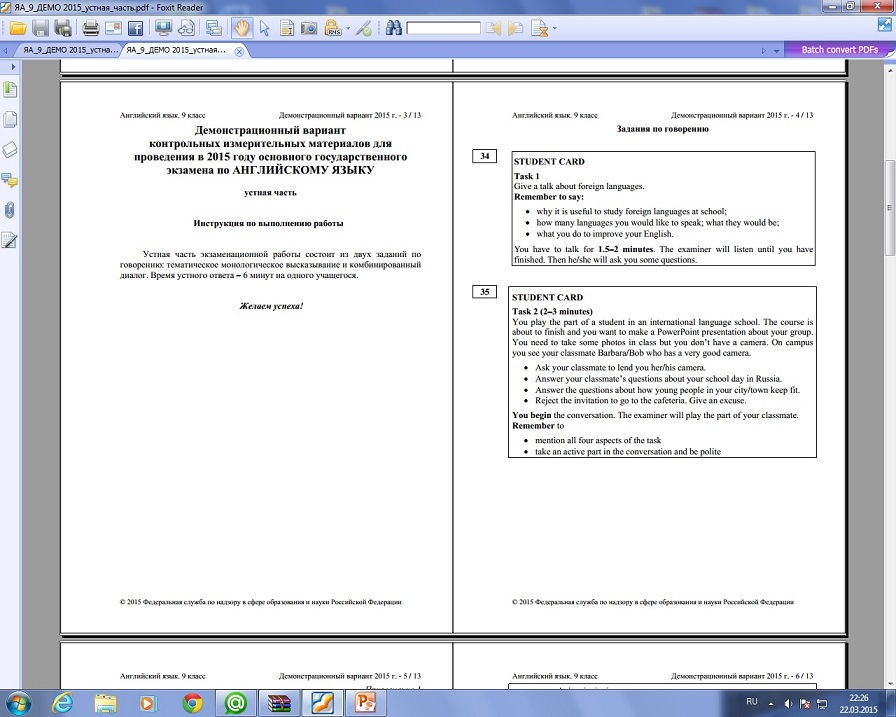 ЯА_9_ДЕМО 2015_устная_часть.pdf - Foxit Reader
ЯА_9_ДЕМО 2015_устна...
ЯА_9_ДЕМО 2015_устная...
Batch convert PDFs
Английский язык. 9 класс
Демонстрационный вариант 2015 г. - 3 / 13
Демонстрационный вариант
контрольных измерительных материалов для
проведения в 2015 году основного государственного
экзамена по АНГЛИЙСКОМУ ЯЗЫКУ
устная часть
Инструкция по выполнению работы
Устная часть экзаменационной работы состоит из двух заданий по
говорению: тематическое монологическое высказывание и комбинированный
диалог. Время устного ответа – 6 минут на одного учащегося.
Желаем успеха!
© 2015 Федеральная служба по надзору в сфере образования и науки Российской Федерации
Английский язык. 9 класс
Демонстрационный вариант 2015 г. - 4 / 13
Задания по говорению
34
STUDENT CARD
Task 1
Give a talk about foreign languages.
Remember to say:
• why it is useful to study foreign languages at school;
• how many languages you would like to speak; what they would be;
• what you do to improve your English.
You have to talk for 1.5–2 minutes. The examiner will listen until you have
finished. Then he/she will ask you some questions.
35
STUDENT CARD
Task 2 (2–3 minutes)
You play the part of a student in an international language school. The course is
about to finish and you want to make a PowerPoint presentation about your group.
You need to take some photos in class but you don't have a camera. On campus
you see your classmate Barbara/Bob who has a very good camera.
• Ask your classmate to lend you her/his camera.
• Answer your classmate's questions about your school day in Russia.
• Answer the questions about how young people in your city/town keep fit.
• Reject the invitation to go to the cafeteria. Give an excuse.
You begin the conversation. The examiner will play the part of your classmate.
Remember to
• mention all four aspects of the task
• take an active part in the conversation and be polite
© 2015 Федеральная служба по надзору в сфере образования и науки Российской Федерации
Английский язык. 9 класс
Демонстрационный вариант 2015 г. - 5 / 13
Английский язык. 9 класс
Демонстрационный вариант 2015 г. - 6 / 13
RU
22:26
22.03.2015